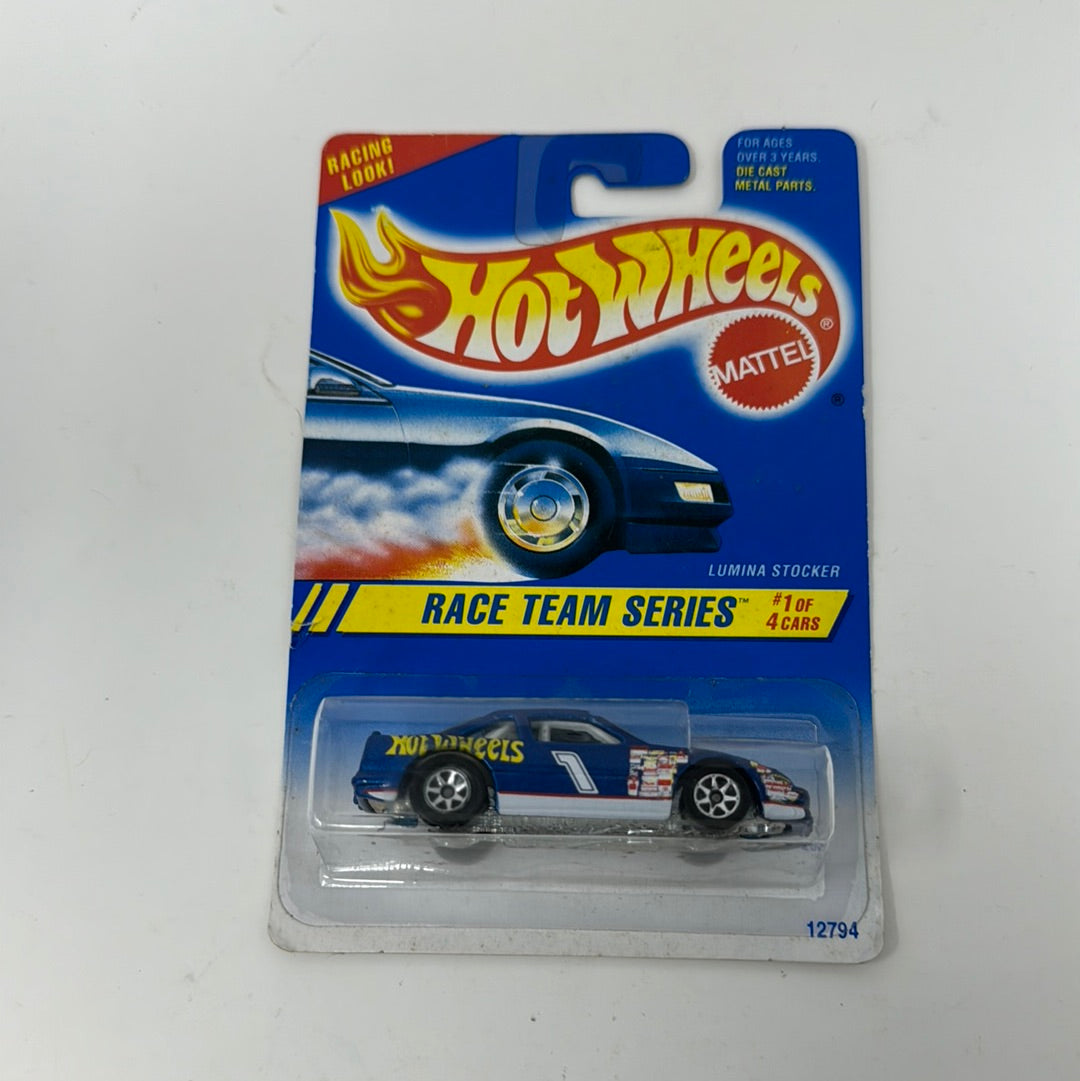 RACING
LOOK!
FOR AGES
OVER 3 YEARS.
DIE CAST
METAL PARTS.
HOT WHEELS
®
MATTEL
®
LUMINA STOCKER
RACE TEAM SERIES™
#1 OF
4 CARS
HOT WHEELS
1
12794